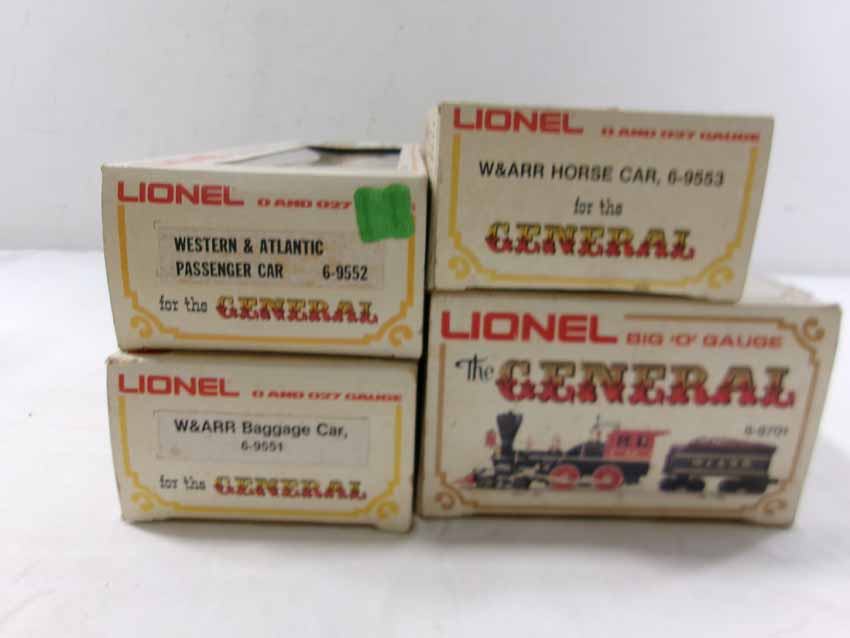 LIONEL O AND O27
WESTERN & ATLANTIC
PASSENGER CAR 6-9552
for the GENERAL
LIONEL O AND O27 GAUGE
W&ARR HORSE CAR, 6-9553
for the
GENERAL
LIONEL O AND O27 GAUGE
W&ARR Baggage Car,
6-9551
for the GENERAL
LIONEL BIG 'O' GAUGE
The GENERAL
6-8701
W&ARR